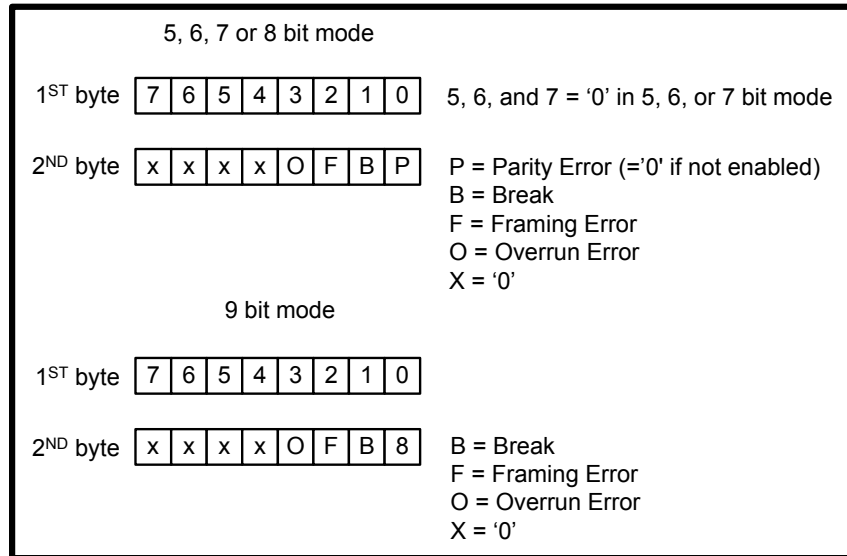 5, 6, 7 or 8 bit mode
1ST byte 7 6 5 4 3 2 1 0 5, 6, and 7 = ‘0’ in 5, 6, or 7 bit mode
2ND byte x x x x O F B P P = Parity Error (=’0' if not enabled)
B = Break
F = Framing Error
O = Overrun Error
X = ‘0’
9 bit mode
1ST byte 7 6 5 4 3 2 1 0
2ND byte x x x x O F B 8 B = Break
F = Framing Error
O = Overrun Error
X = ‘0’